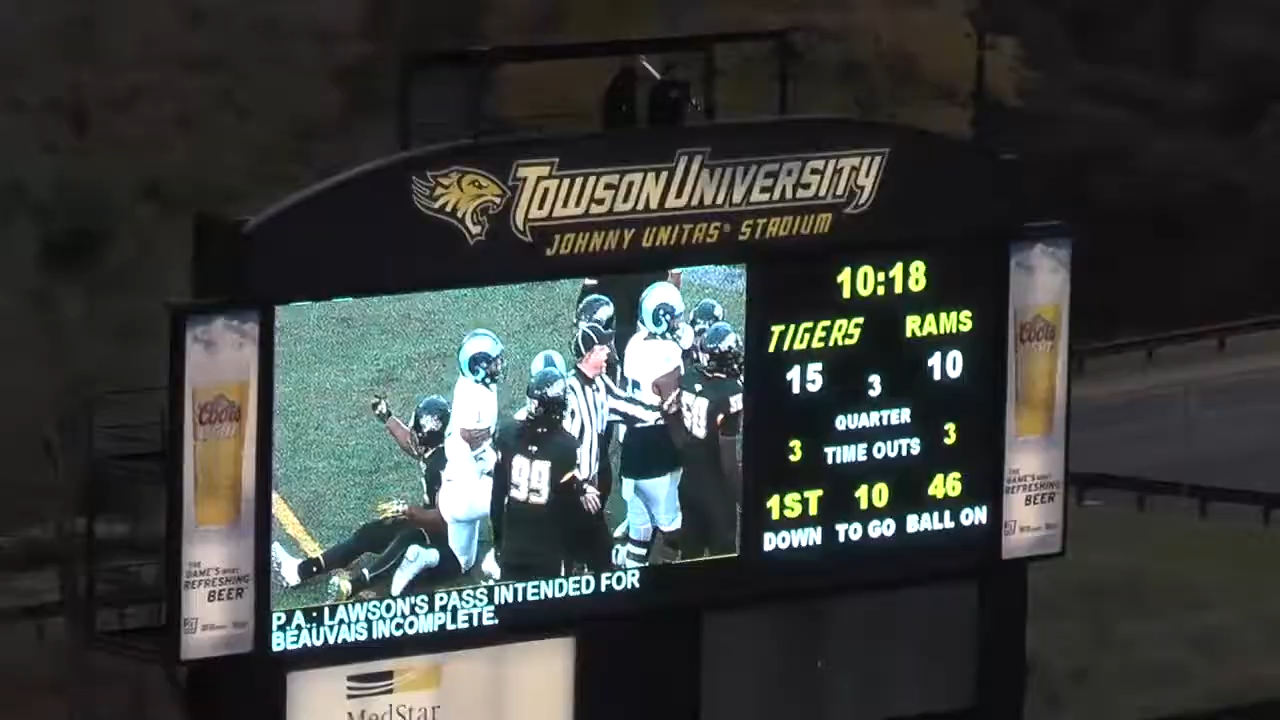 TOWSON UNIVERSITY
JOHNNY UNITAS® STADIUM
10:18
TIGERS RAMS
15 3 10
QUARTER
3 TIME OUTS 3
1ST 10 46
DOWN TO GO BALL ON
99
P.A.: LAWSON'S PASS INTENDED FOR
BEAUVAIS INCOMPLETE.
Coors
LIGHT
THE
GAME'S MOST
REFRESHING
BEER
Coors
LIGHT
THE
GAME'S MOST
REFRESHING
BEER
MedStar